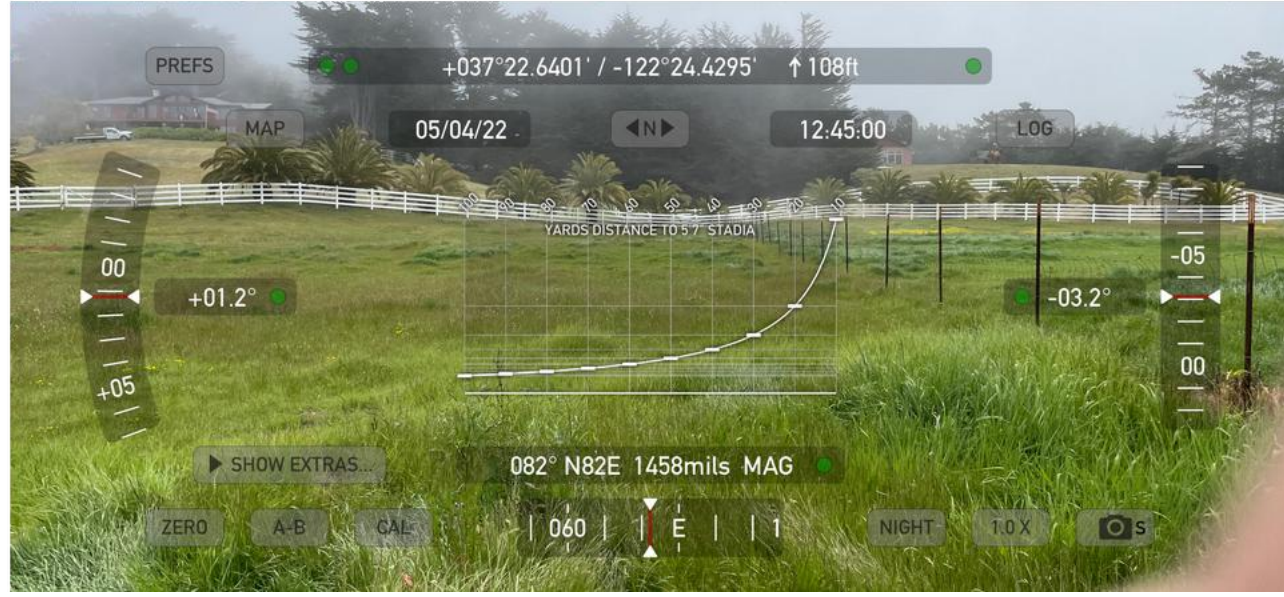 PREFS +037°22.6401' / -122°24.4295' ↑ 108ft
MAP 05/04/22 ◀N▶ 12:45:00 LOG
100 90 80 70 60 50 40 30 20 10
YARDS DISTANCE TO 5'7" STADIA
00
-05
+01.2°
-03.2°
+05
00
▶ SHOW EXTRAS...
082° N82E 1458mils MAG
ZERO A-B CAL 060 E 1 NIGHT 1.0 X S